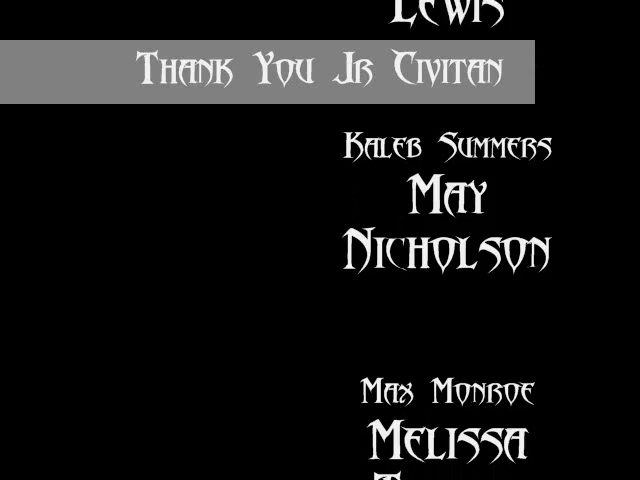 Lewis
Thank You Jr Civitan
Kaleb Summers
May
Nicholson
Max Monroe
Melissa